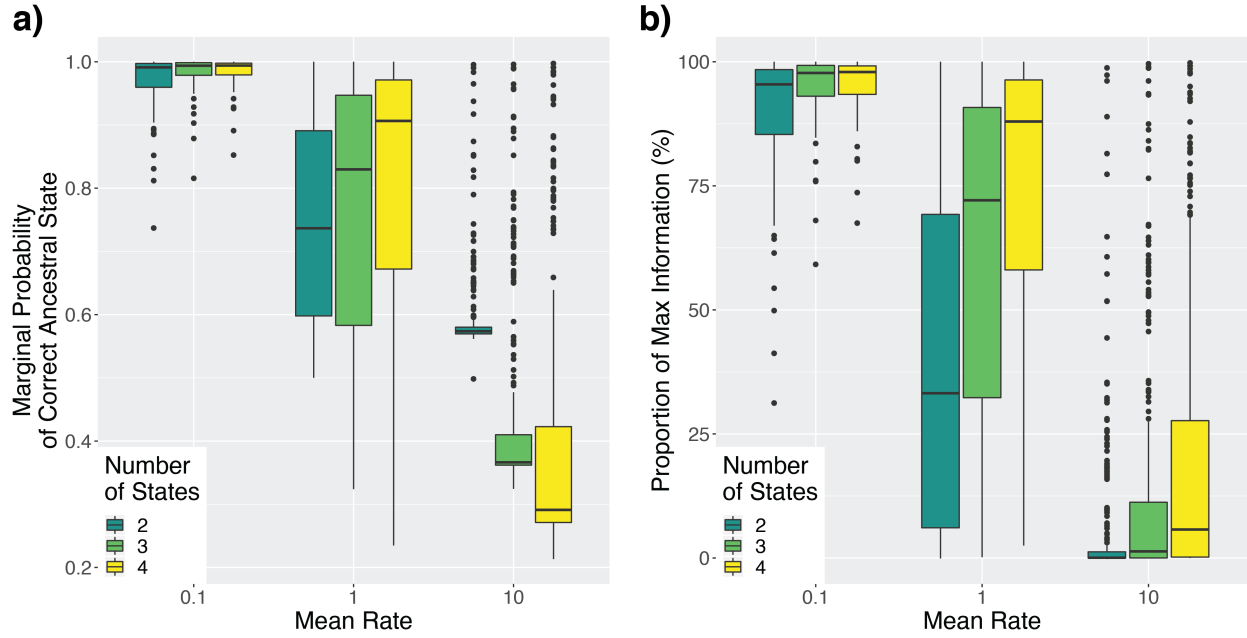 a)
Marginal Probability
of Correct Ancestral State
1.0
0.8
0.6
0.4
0.2
Number
of States
2
3
4
0.1
1
10
Mean Rate
b)
Proportion of Max Information (%)
100
75
50
25
0
Number
of States
2
3
4
0.1
1
10
Mean Rate